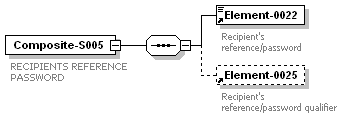 Element-0022
Recipient's
reference/password
Composite-S005
RECIPIENTS REFERENCE
PASSWORD
Element-0025
Recipient's
reference/password qualifier